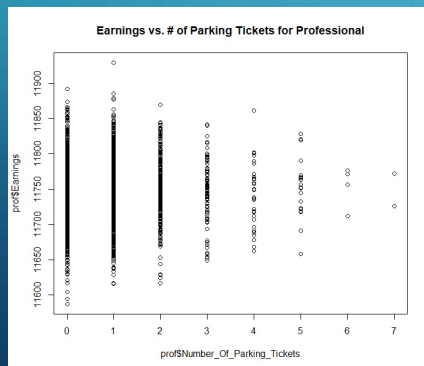 Earnings vs. # of Parking Tickets for Professional
prof$Earnings
11900
11850
11800
11750
11700
11650
11600
0 1 2 3 4 5 6 7
prof$Number_Of_Parking_Tickets